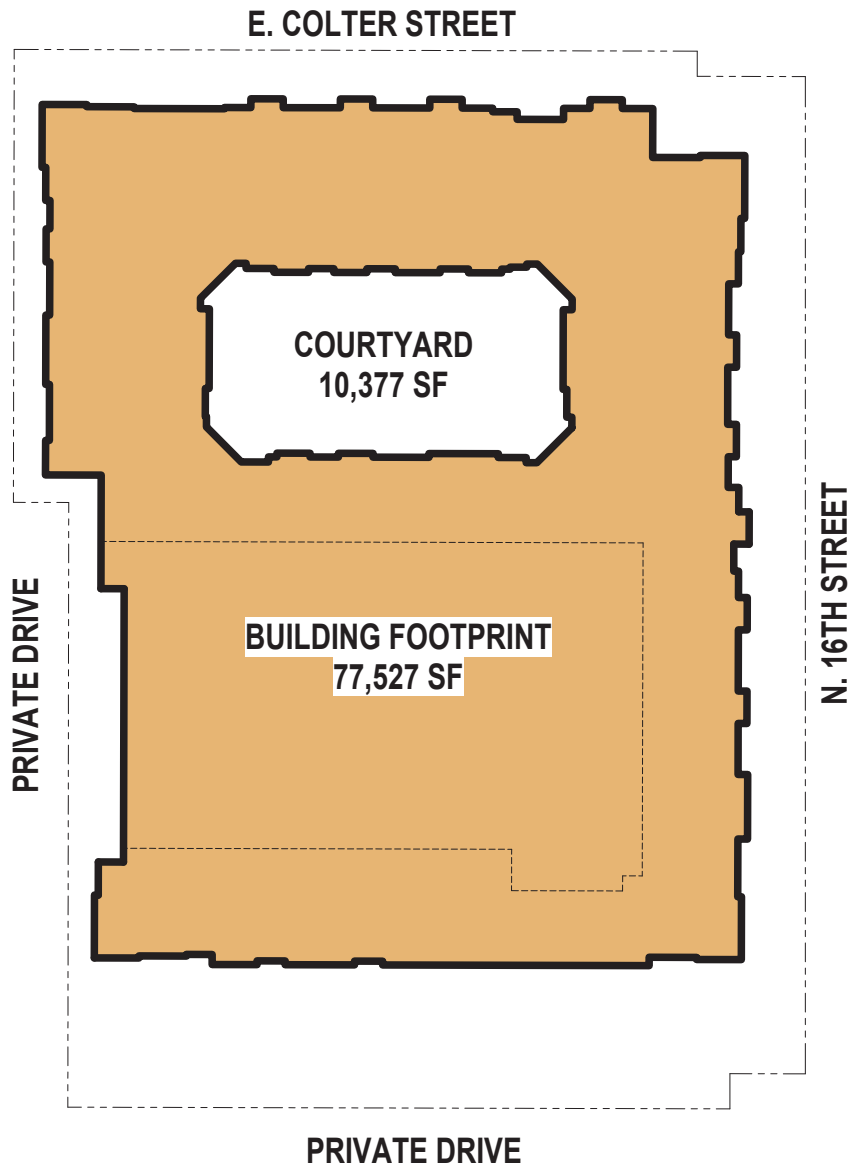 E. COLTER STREET
COURTYARD
10,377 SF
N. 16TH STREET
PRIVATE DRIVE
BUILDING FOOTPRINT
77,527 SF
PRIVATE DRIVE